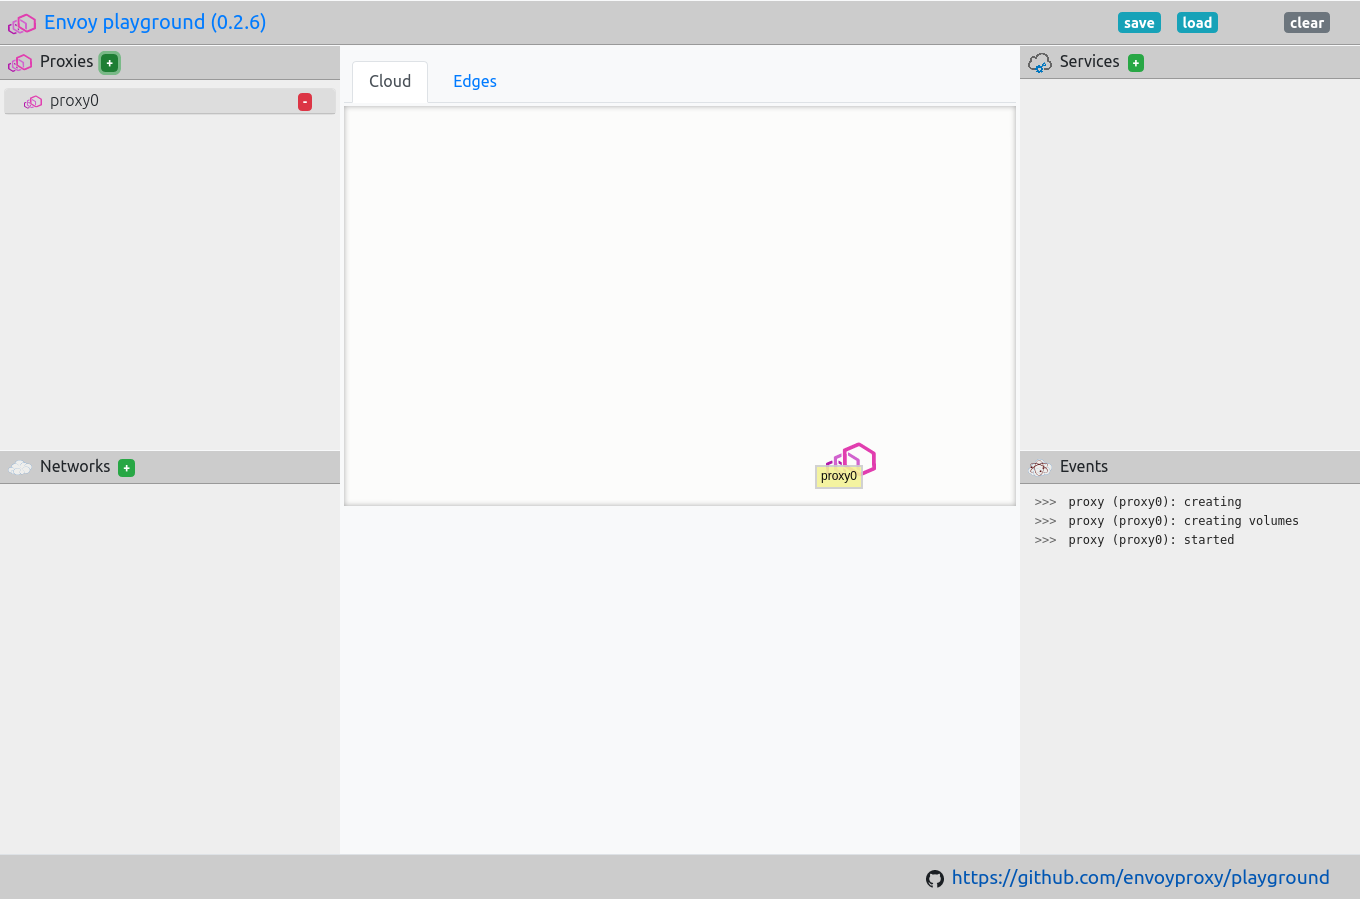 Envoy playground (0.2.6)
save
load
clear
Proxies +
proxy0 -
Cloud
Edges
proxy0
Services +
Networks +
Events
>>> proxy (proxy0): creating
>>> proxy (proxy0): creating volumes
>>> proxy (proxy0): started
https://github.com/envoyproxy/playground